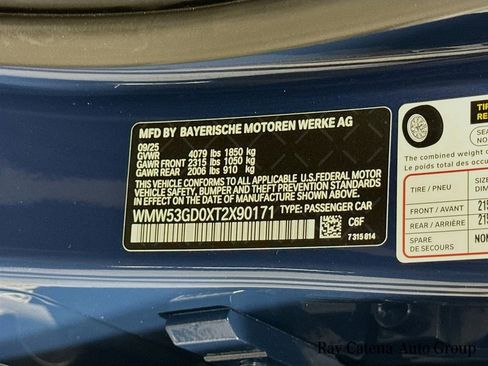 MFD BY BAYERISCHE MOTOREN WERKE AG
09/25
GVWR 4079 lbs 1850 kg
GAWR FRONT 2315 lbs 1050 kg
GAWR REAR 2006 lbs 910 kg
THIS VEHICLE CONFORMS TO ALL APPLICABLE U.S.FEDERAL MOTOR
VEHICLE SAFETY, BUMPER AND THEFT PREVENTION STANDARDS
IN EFFECT ON THE DATE OF MANUFACTURE SHOWN ABOVE.
WMW53GD0XT2X90171 TYPE: PASSENGER CAR
C6F
7 315 814
The combined weight of
Le poids total des occu
TIRE / PNEU
FRONT / AVANT
REAR / ARRIÈRE
SPARE
DE SECOURS
Ray Catena Auto Group